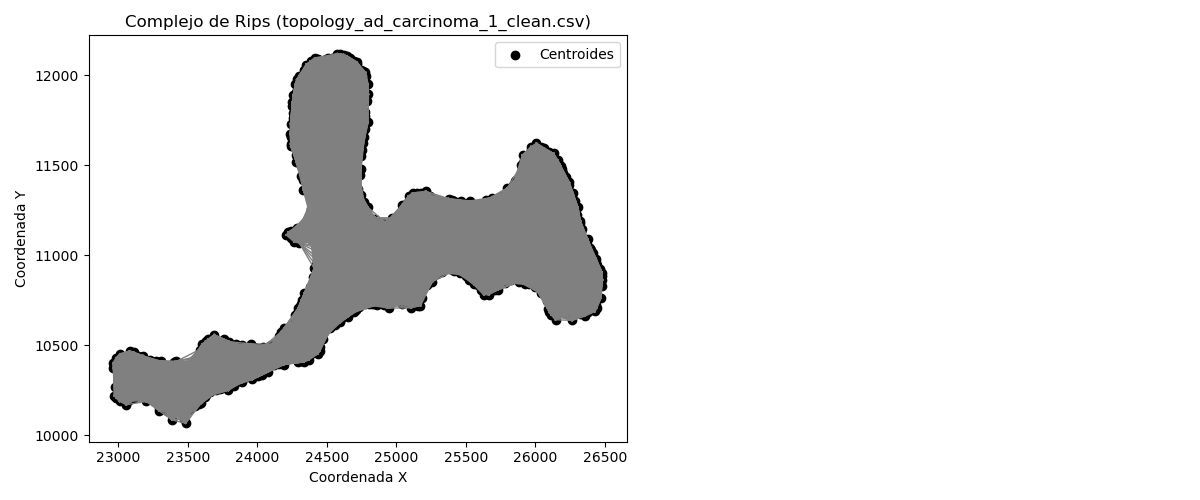 Complejo de Rips (topology_ad_carcinoma_1_clean.csv)
Centroides
12000
11500
11000
10500
10000
Coordenada Y
23000 23500 24000 24500 25000 25500 26000 26500
Coordenada X